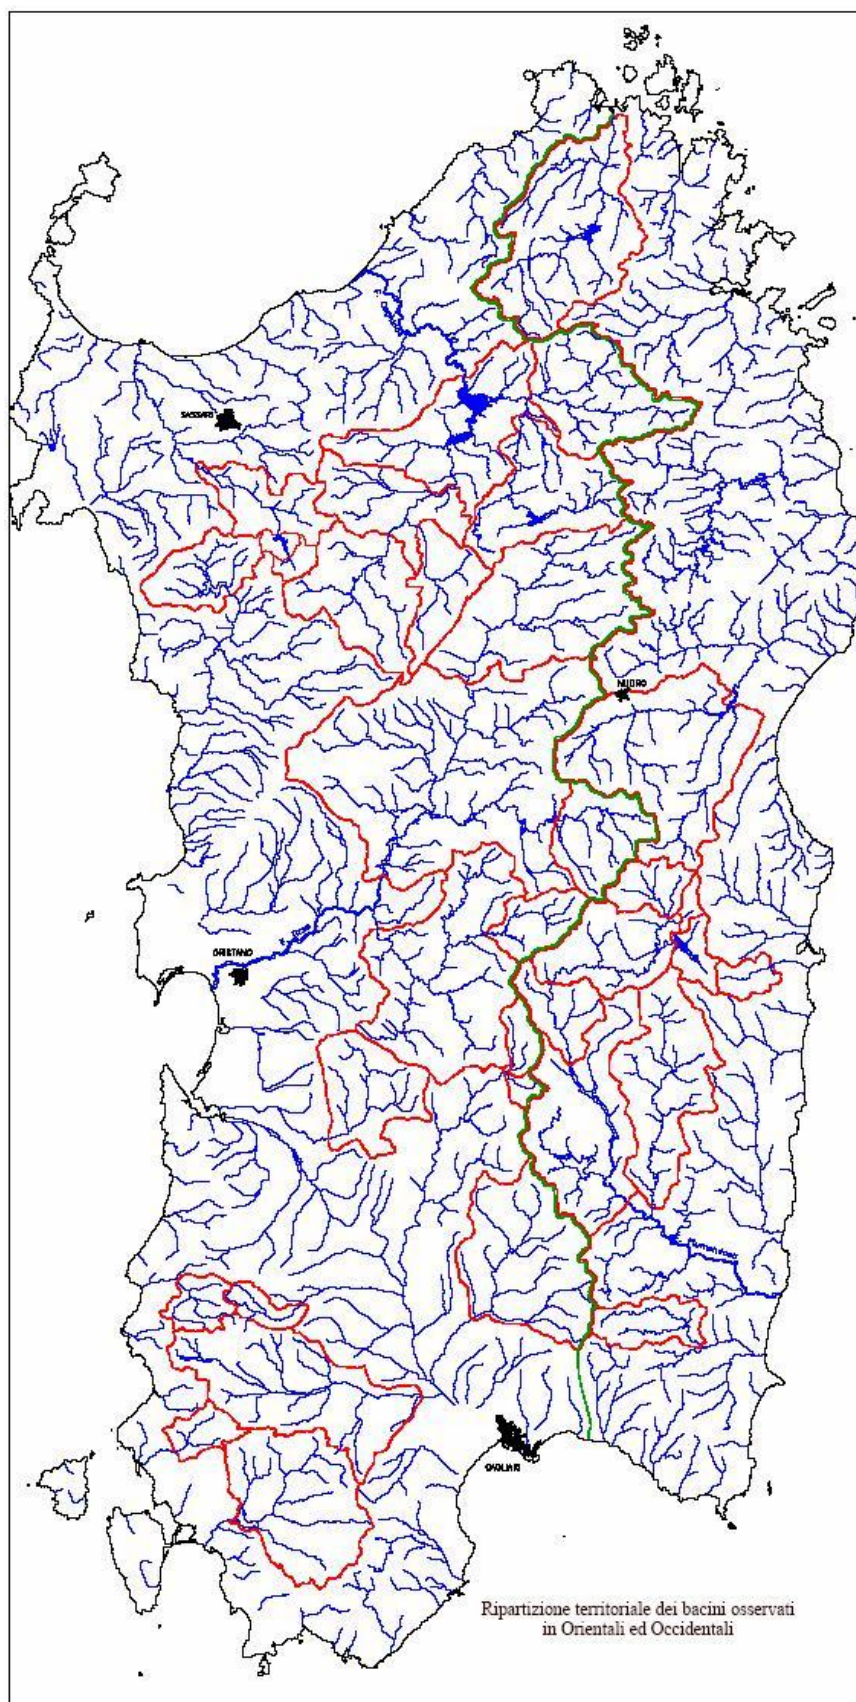 SASSARI
NUORO
ORISTANO
CAGLIARI
Ripartizione territoriale dei bacini osservati
in Orientali ed Occidentali